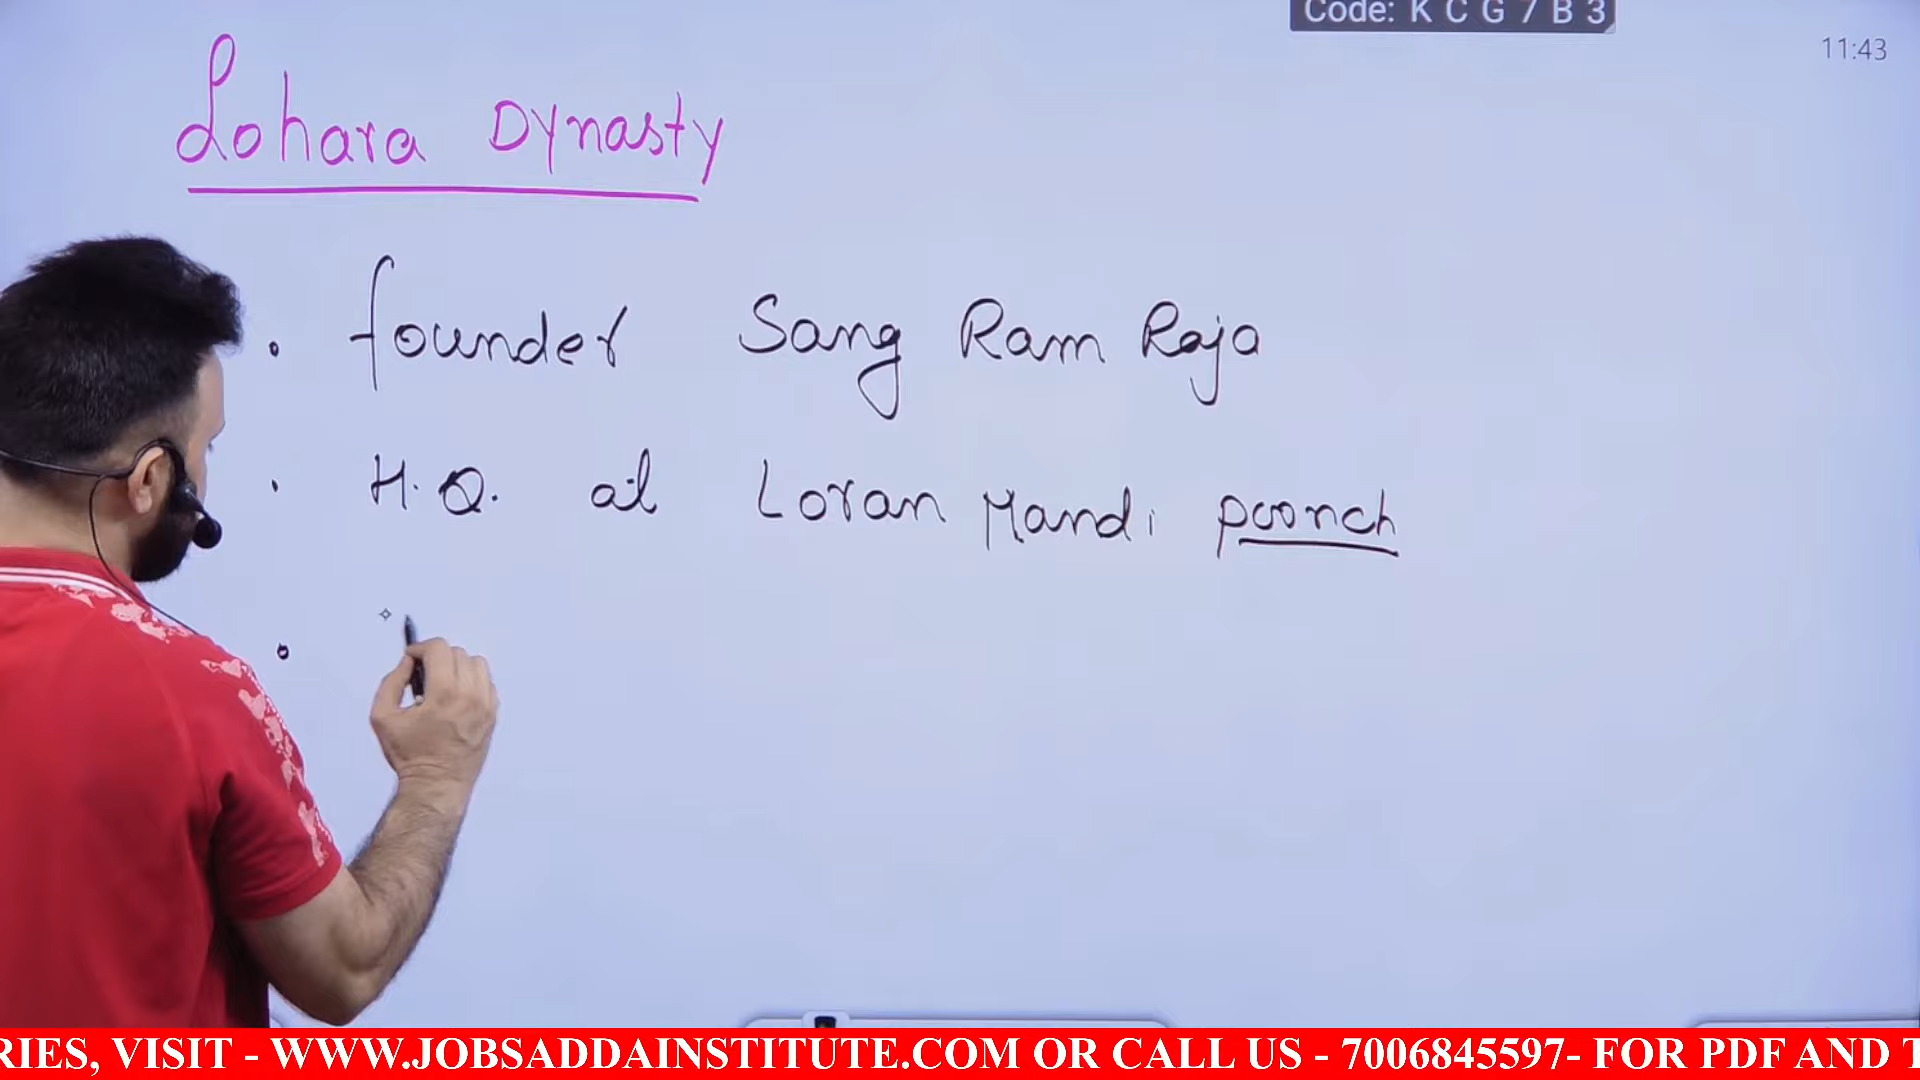 Code: K C G 7 B 3
11:43
Lohara Dynasty
• founder Sang Ram Raja
• H.Q. at Loran Mandi poonch
•
RIES, VISIT - WWW.JOBSADDAINSTITUTE.COM OR CALL US - 7006845597- FOR PDF AND T